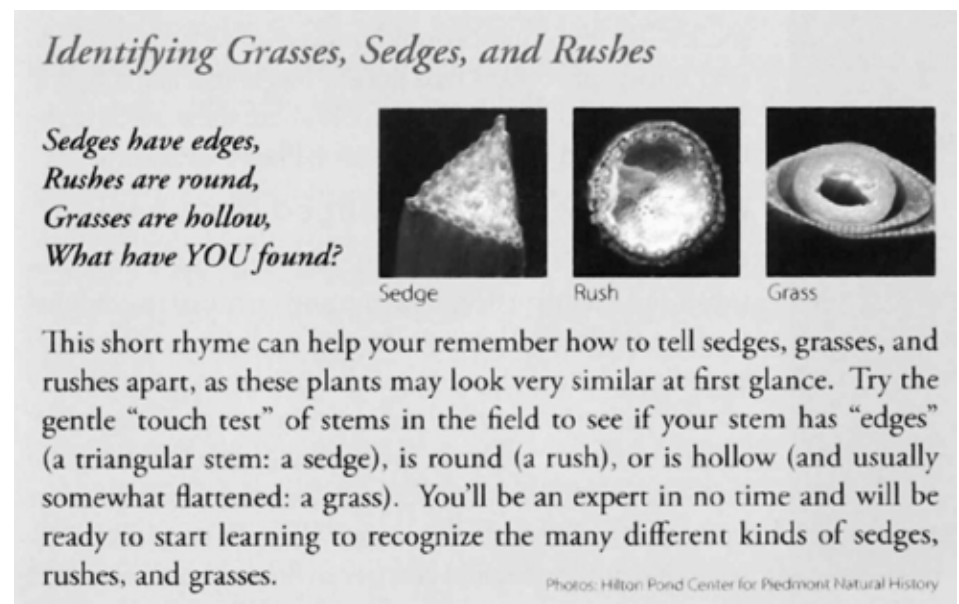 Identifying Grasses, Sedges, and Rushes
Sedges have edges,
Rushes are round,
Grasses are hollow,
What have YOU found?
Sedge
Rush
Grass
This short rhyme can help your remember how to tell sedges, grasses, and
rushes apart, as these plants may look very similar at first glance. Try the
gentle “touch test” of stems in the field to see if your stem has “edges”
(a triangular stem: a sedge), is round (a rush), or is hollow (and usually
somewhat flattened: a grass). You’ll be an expert in no time and will be
ready to start learning to recognize the many different kinds of sedges,
rushes, and grasses.
Photos: Hilton Pond Center for Piedmont Natural History